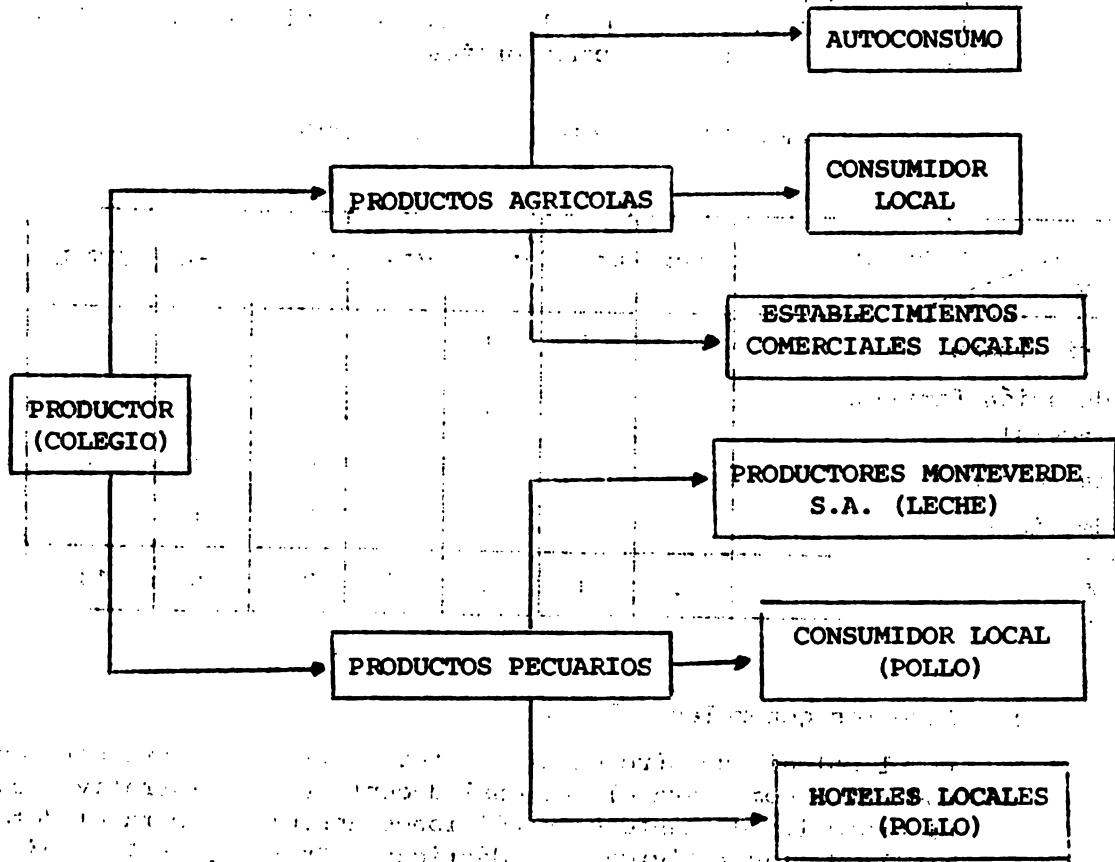 AUTOCONSUMO
CONSUMIDOR
LOCAL
PRODUCTOS AGRICOLAS
ESTABLECIMIENTOS
COMERCIALES LOCALES
PRODUCTOR
(COLEGIO)
PRODUCTORES MONTEVERDE
S.A. (LECHE)
CONSUMIDOR LOCAL
(POLLO)
PRODUCTOS PECUARIOS
HOTELES LOCALES
(POLLO)